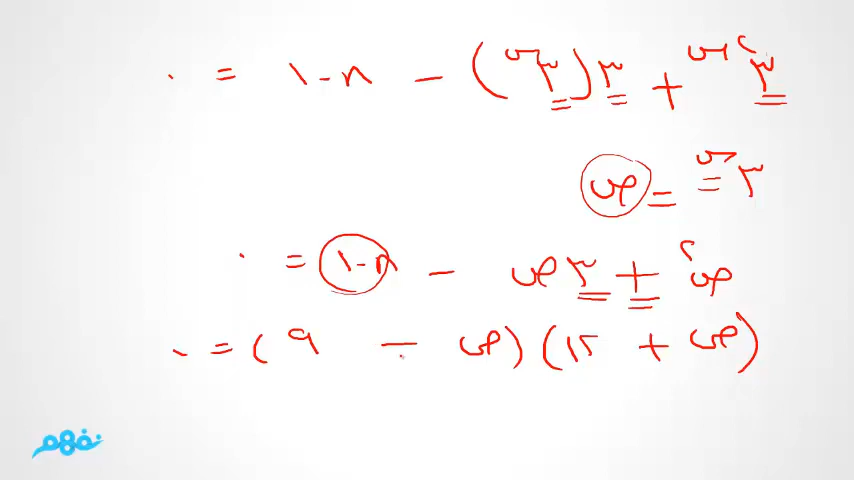 ٣^٢س + ٣(٣^س) − ١٠٨ = ٠
٣^س = ص
ص^٢ + ٣ص − ١٠٨ = ٠
(ص + ١٢)(ص − ٩) = ٠
نفهم